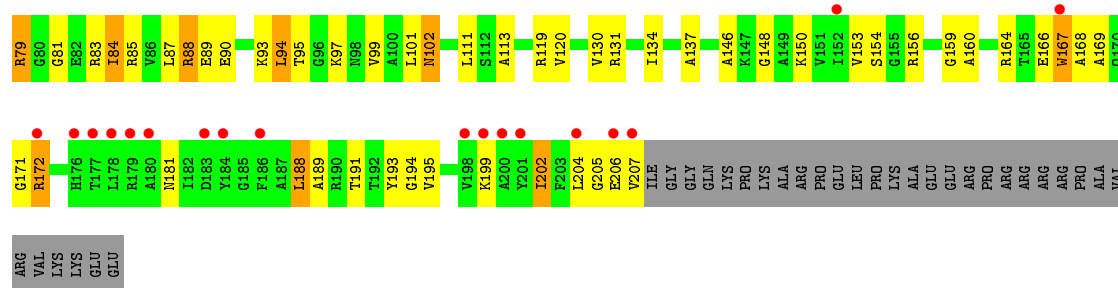 R79 G80 G81 E82 R83 I84 R85 V86 L87 R88 E89 E90 K93 L94 T95 G96 K97 N98 V99 A100 L101 N102 L111 S112 A113 R119 V120 V130 R131 I134 A137 A146 K147 G148 A149 K150 V151 I152 V153 S154 G155 R156 G159 A160 R164 T165 E166 W167 A168 A169 Q170
G171 R172 H176 T177 L178 R179 A180 N181 I182 D183 Y184 G185 F186 A187 L188 A189 R190 T191 T192 Y193 G194 V195 V198 K199 A200 Y201 I202 F203 L204 G205 E206 V207 ILE GLY GLY GLN LYS PRO LYS ALA ARG PRO GLU LEU PRO LYS ALA GLU GLU ARG PRO ARG ARG ARG ARG PRO ALA VAL
ARG VAL LYS LYS GLU GLU